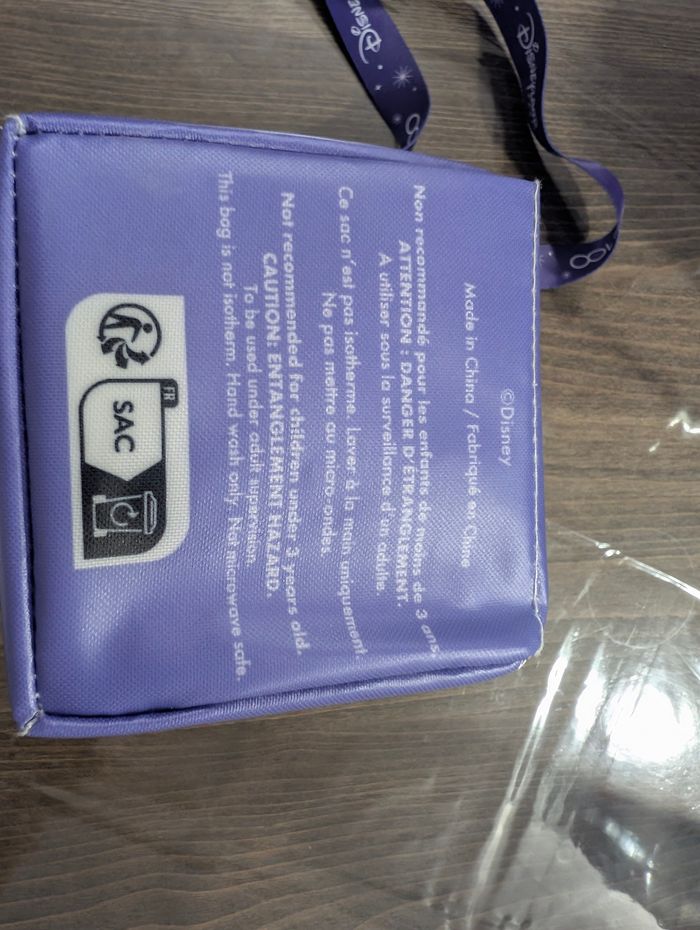 ©Disney
Made in China / Fabriqué en Chine
Non recommandé pour les enfants de moins de 3 ans.
ATTENTION : DANGER D'ÉTRANGLEMENT.
A utiliser sous la surveillance d'un adulte.
Ce sac n'est pas isotherme. Laver à la main uniquement.
Ne pas mettre au micro-ondes.
Not recommended for children under 3 years old.
CAUTION: ENTANGLEMENT HAZARD.
To be used under adult supervision.
This bag is not isotherm. Hand wash only. Not microwave safe.
FR
SAC
Disney
Disney